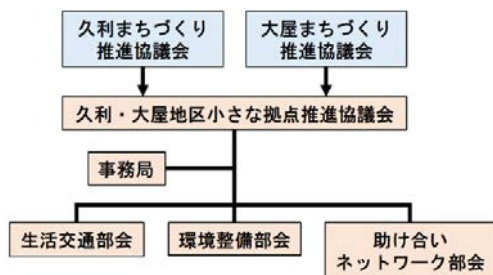 久利まちづくり
推進協議会
大屋まちづくり
推進協議会
久利・大屋地区小さな拠点推進協議会
事務局
生活交通部会
環境整備部会
助け合い
ネットワーク部会